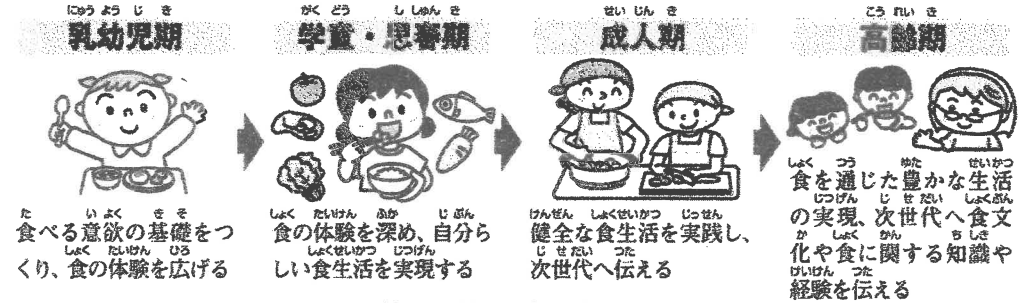 乳幼児期
食べる意欲の基礎をつ
くり、食の体験を広げる
学童・思春期
食の体験を深め、自分ら
しい食生活を実現する
成人期
健全な食生活を実践し、
次世代へ伝える
高齢期
食を通じた豊かな生活
の実現、次世代へ食文
化や食に関する知識や
経験を伝える